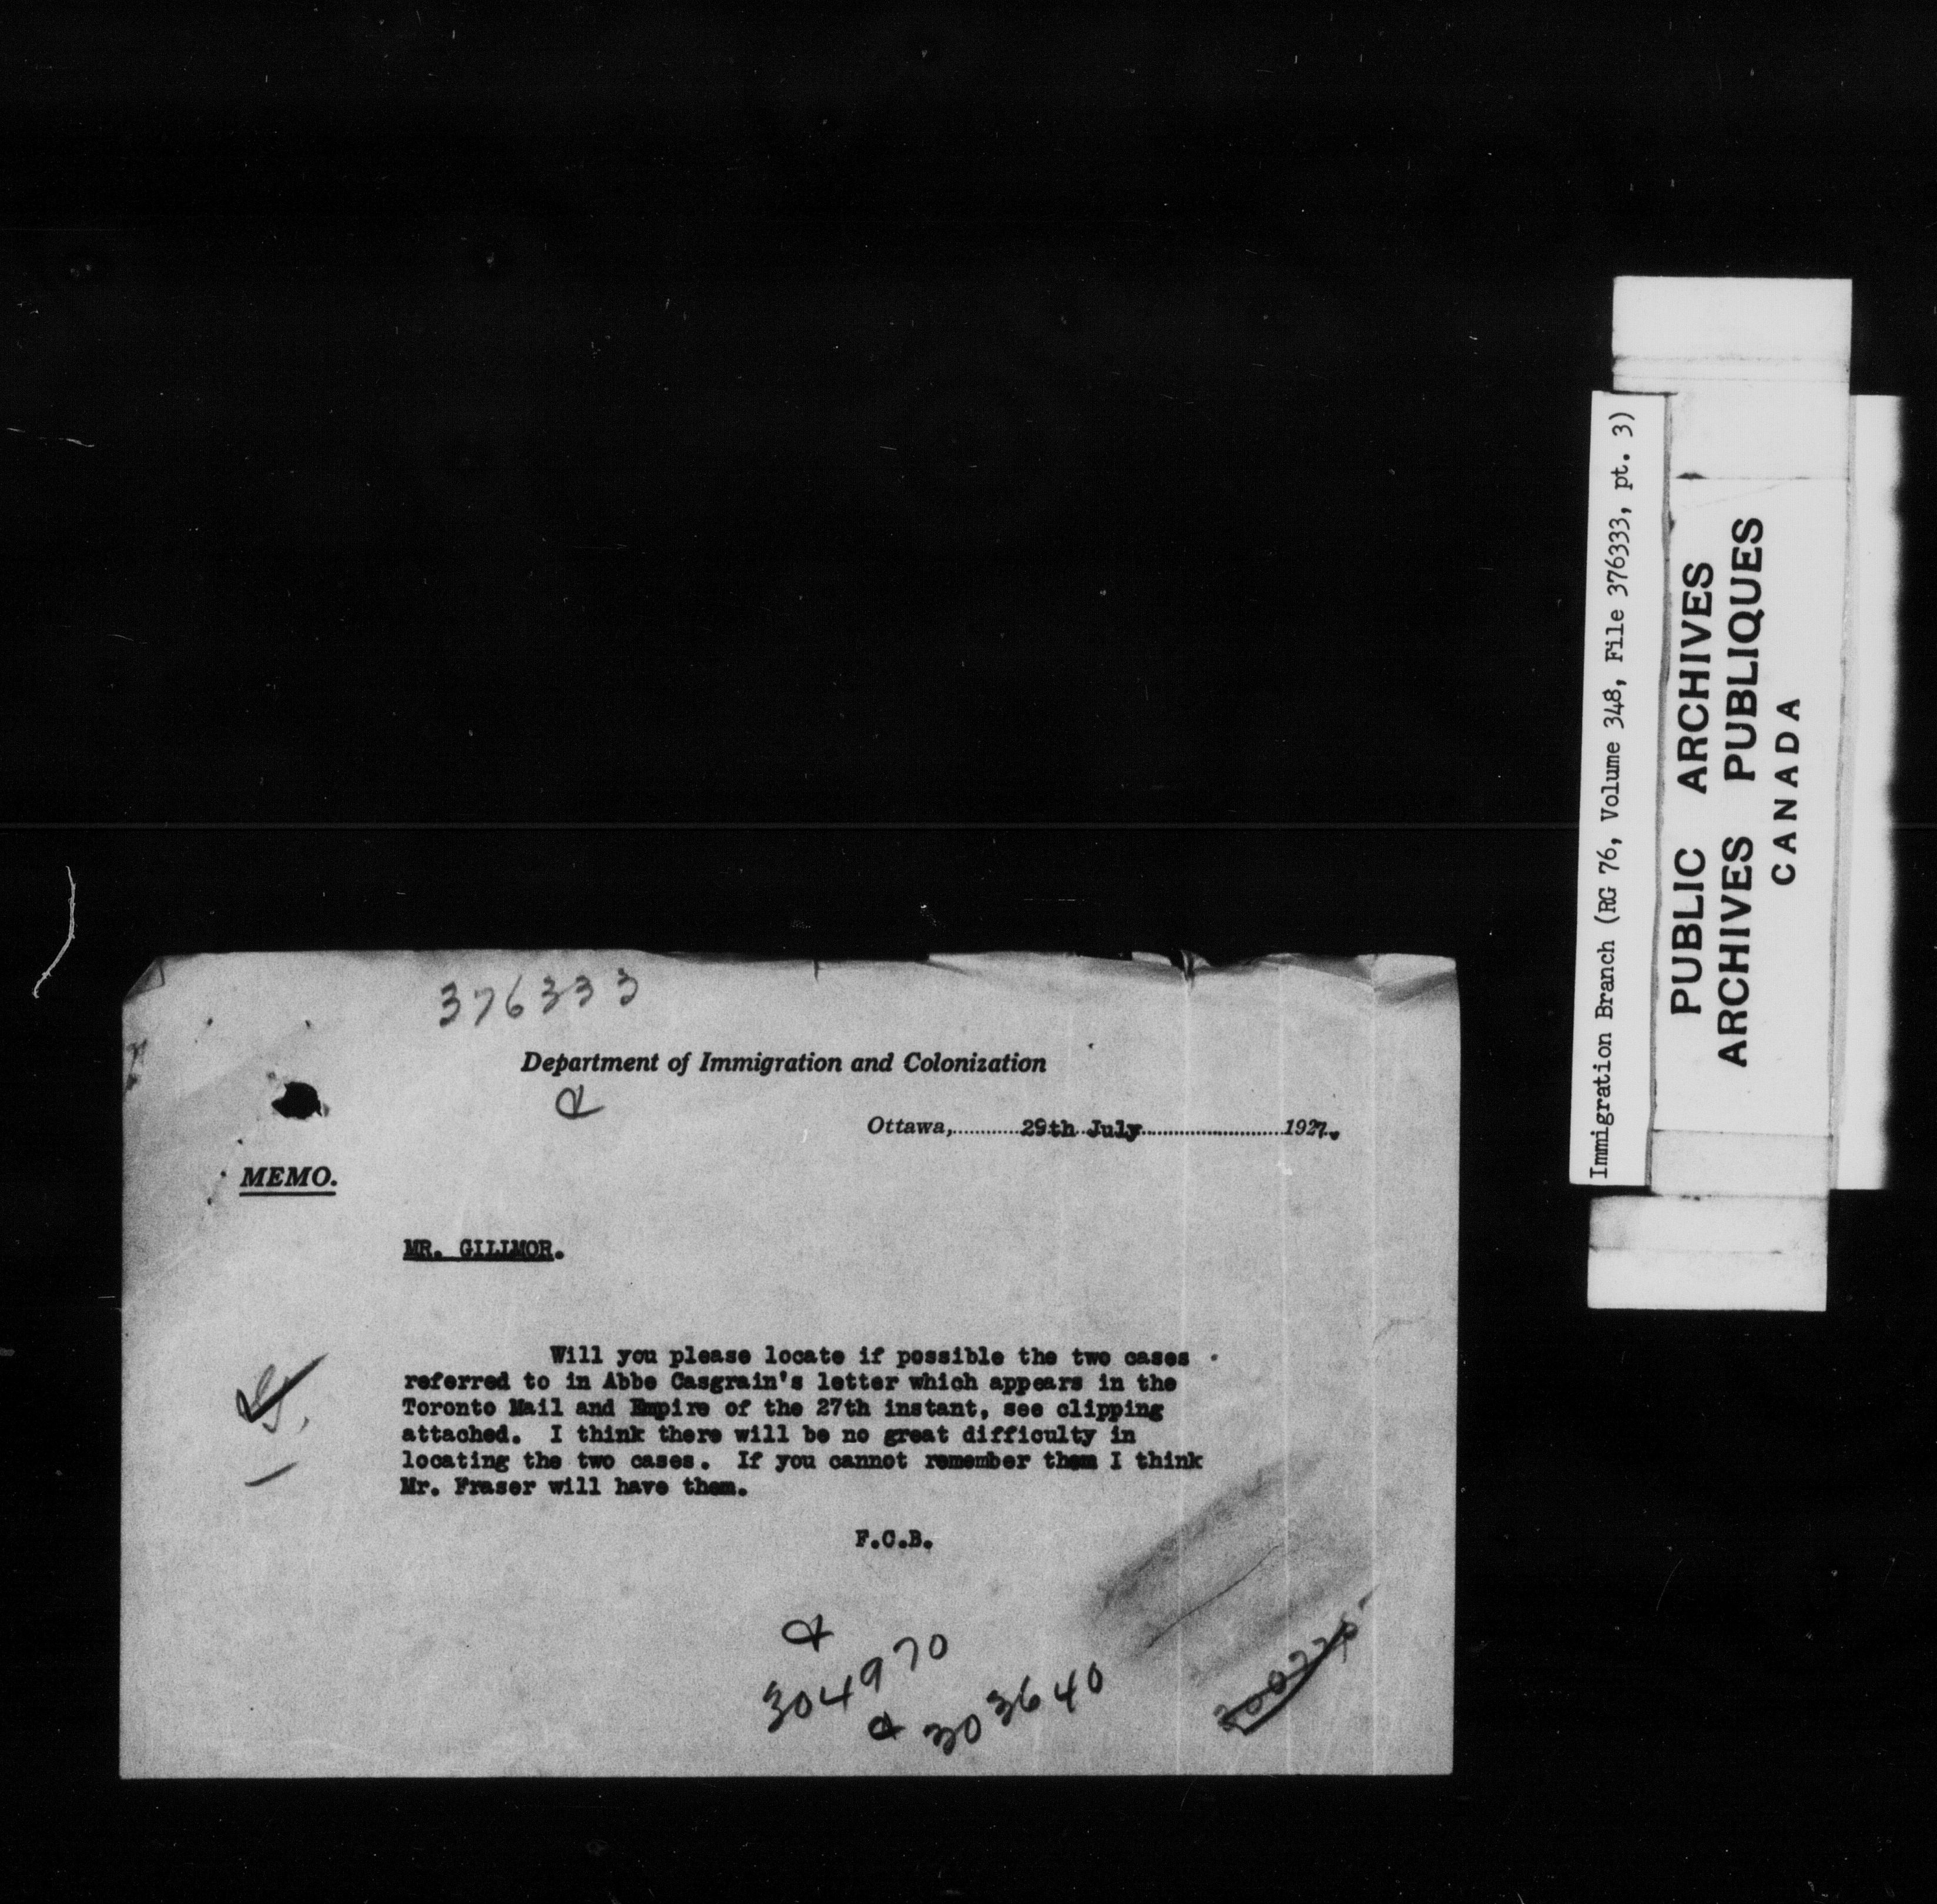 376333
Department of Immigration and Colonization
Ottawa,............29th July..........................1927.
MEMO.
MR. GILLMOR.
Will you please locate if possible the two cases
referred to in Abbe Casgrain's letter which appears in the
Toronto Mail and Empire of the 27th instant, see clipping
attached. I think there will be no great difficulty in
locating the two cases. If you cannot remember them I think
Mr. Fraser will have them.
F.C.B.
304970
303640
Immigration Branch (RG 76, Volume 348, File 376333, pt. 3)
PUBLIC ARCHIVES
ARCHIVES PUBLIQUES
CANADA